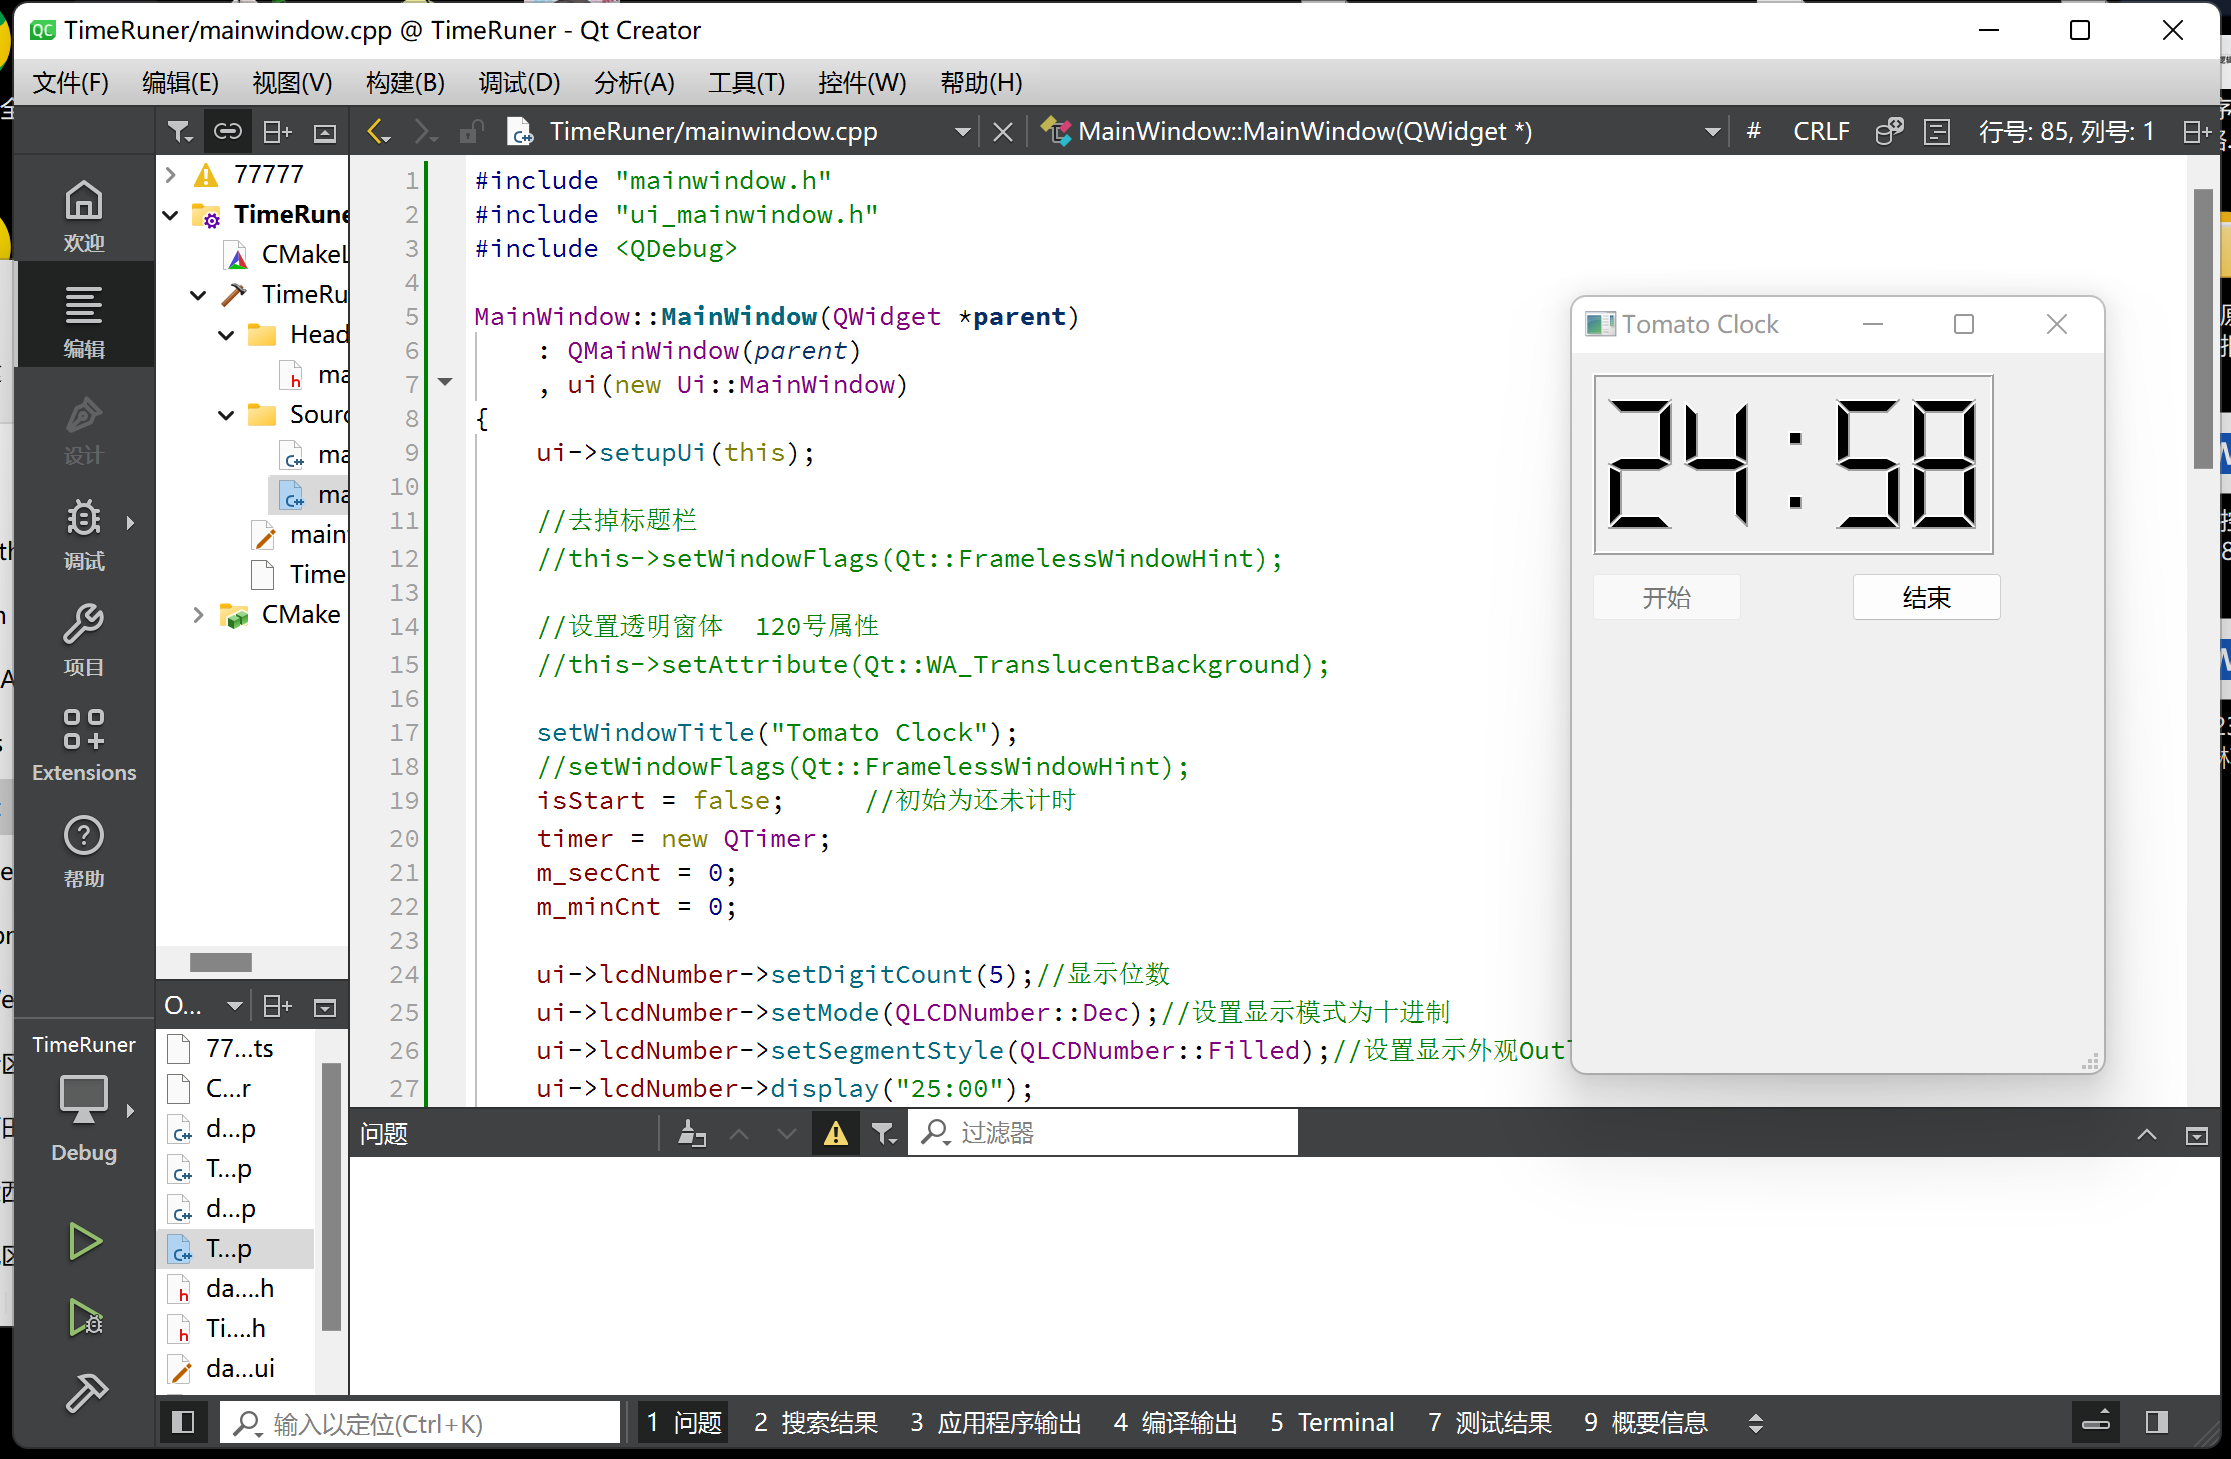 TimeRuner/mainwindow.cpp @ TimeRuner - Qt Creator
文件(F) 编辑(E) 视图(V) 构建(B) 调试(D) 分析(A) 工具(T) 控件(W) 帮助(H)
TimeRuner/mainwindow.cpp MainWindow::MainWindow(QWidget *) # CRLF 行号: 85, 列号: 1
欢迎
编辑
设计
调试
项目
Extensions
帮助
TimeRuner
Debug
77777
TimeRune
CMakeL
TimeRu
Head
ma
Sourc
ma
ma
main
Time
CMake
O...
77...ts
C...r
d...p
T...p
d...p
T...p
da....h
Ti....h
da...ui
1 #include "mainwindow.h"
2 #include "ui_mainwindow.h"
3 #include <QDebug>
4
5 MainWindow::MainWindow(QWidget *parent)
6 : QMainWindow(parent)
7 , ui(new Ui::MainWindow)
8 {
9 ui->setupUi(this);
10
11 //去掉标题栏
12 //this->setWindowFlags(Qt::FramelessWindowHint);
13
14 //设置透明窗体 120号属性
15 //this->setAttribute(Qt::WA_TranslucentBackground);
16
17 setWindowTitle("Tomato Clock");
18 //setWindowFlags(Qt::FramelessWindowHint);
19 isStart = false; //初始为还未计时
20 timer = new QTimer;
21 m_secCnt = 0;
22 m_minCnt = 0;
23
24 ui->lcdNumber->setDigitCount(5);//显示位数
25 ui->lcdNumber->setMode(QLCDNumber::Dec);//设置显示模式为十进制
26 ui->lcdNumber->setSegmentStyle(QLCDNumber::Filled);//设置显示外观Out
27 ui->lcdNumber->display("25:00");
Tomato Clock
24:58
开始 结束
问题 过滤器
输入以定位(Ctrl+K) 1 问题 2 搜索结果 3 应用程序输出 4 编译输出 5 Terminal 7 测试结果 9 概要信息